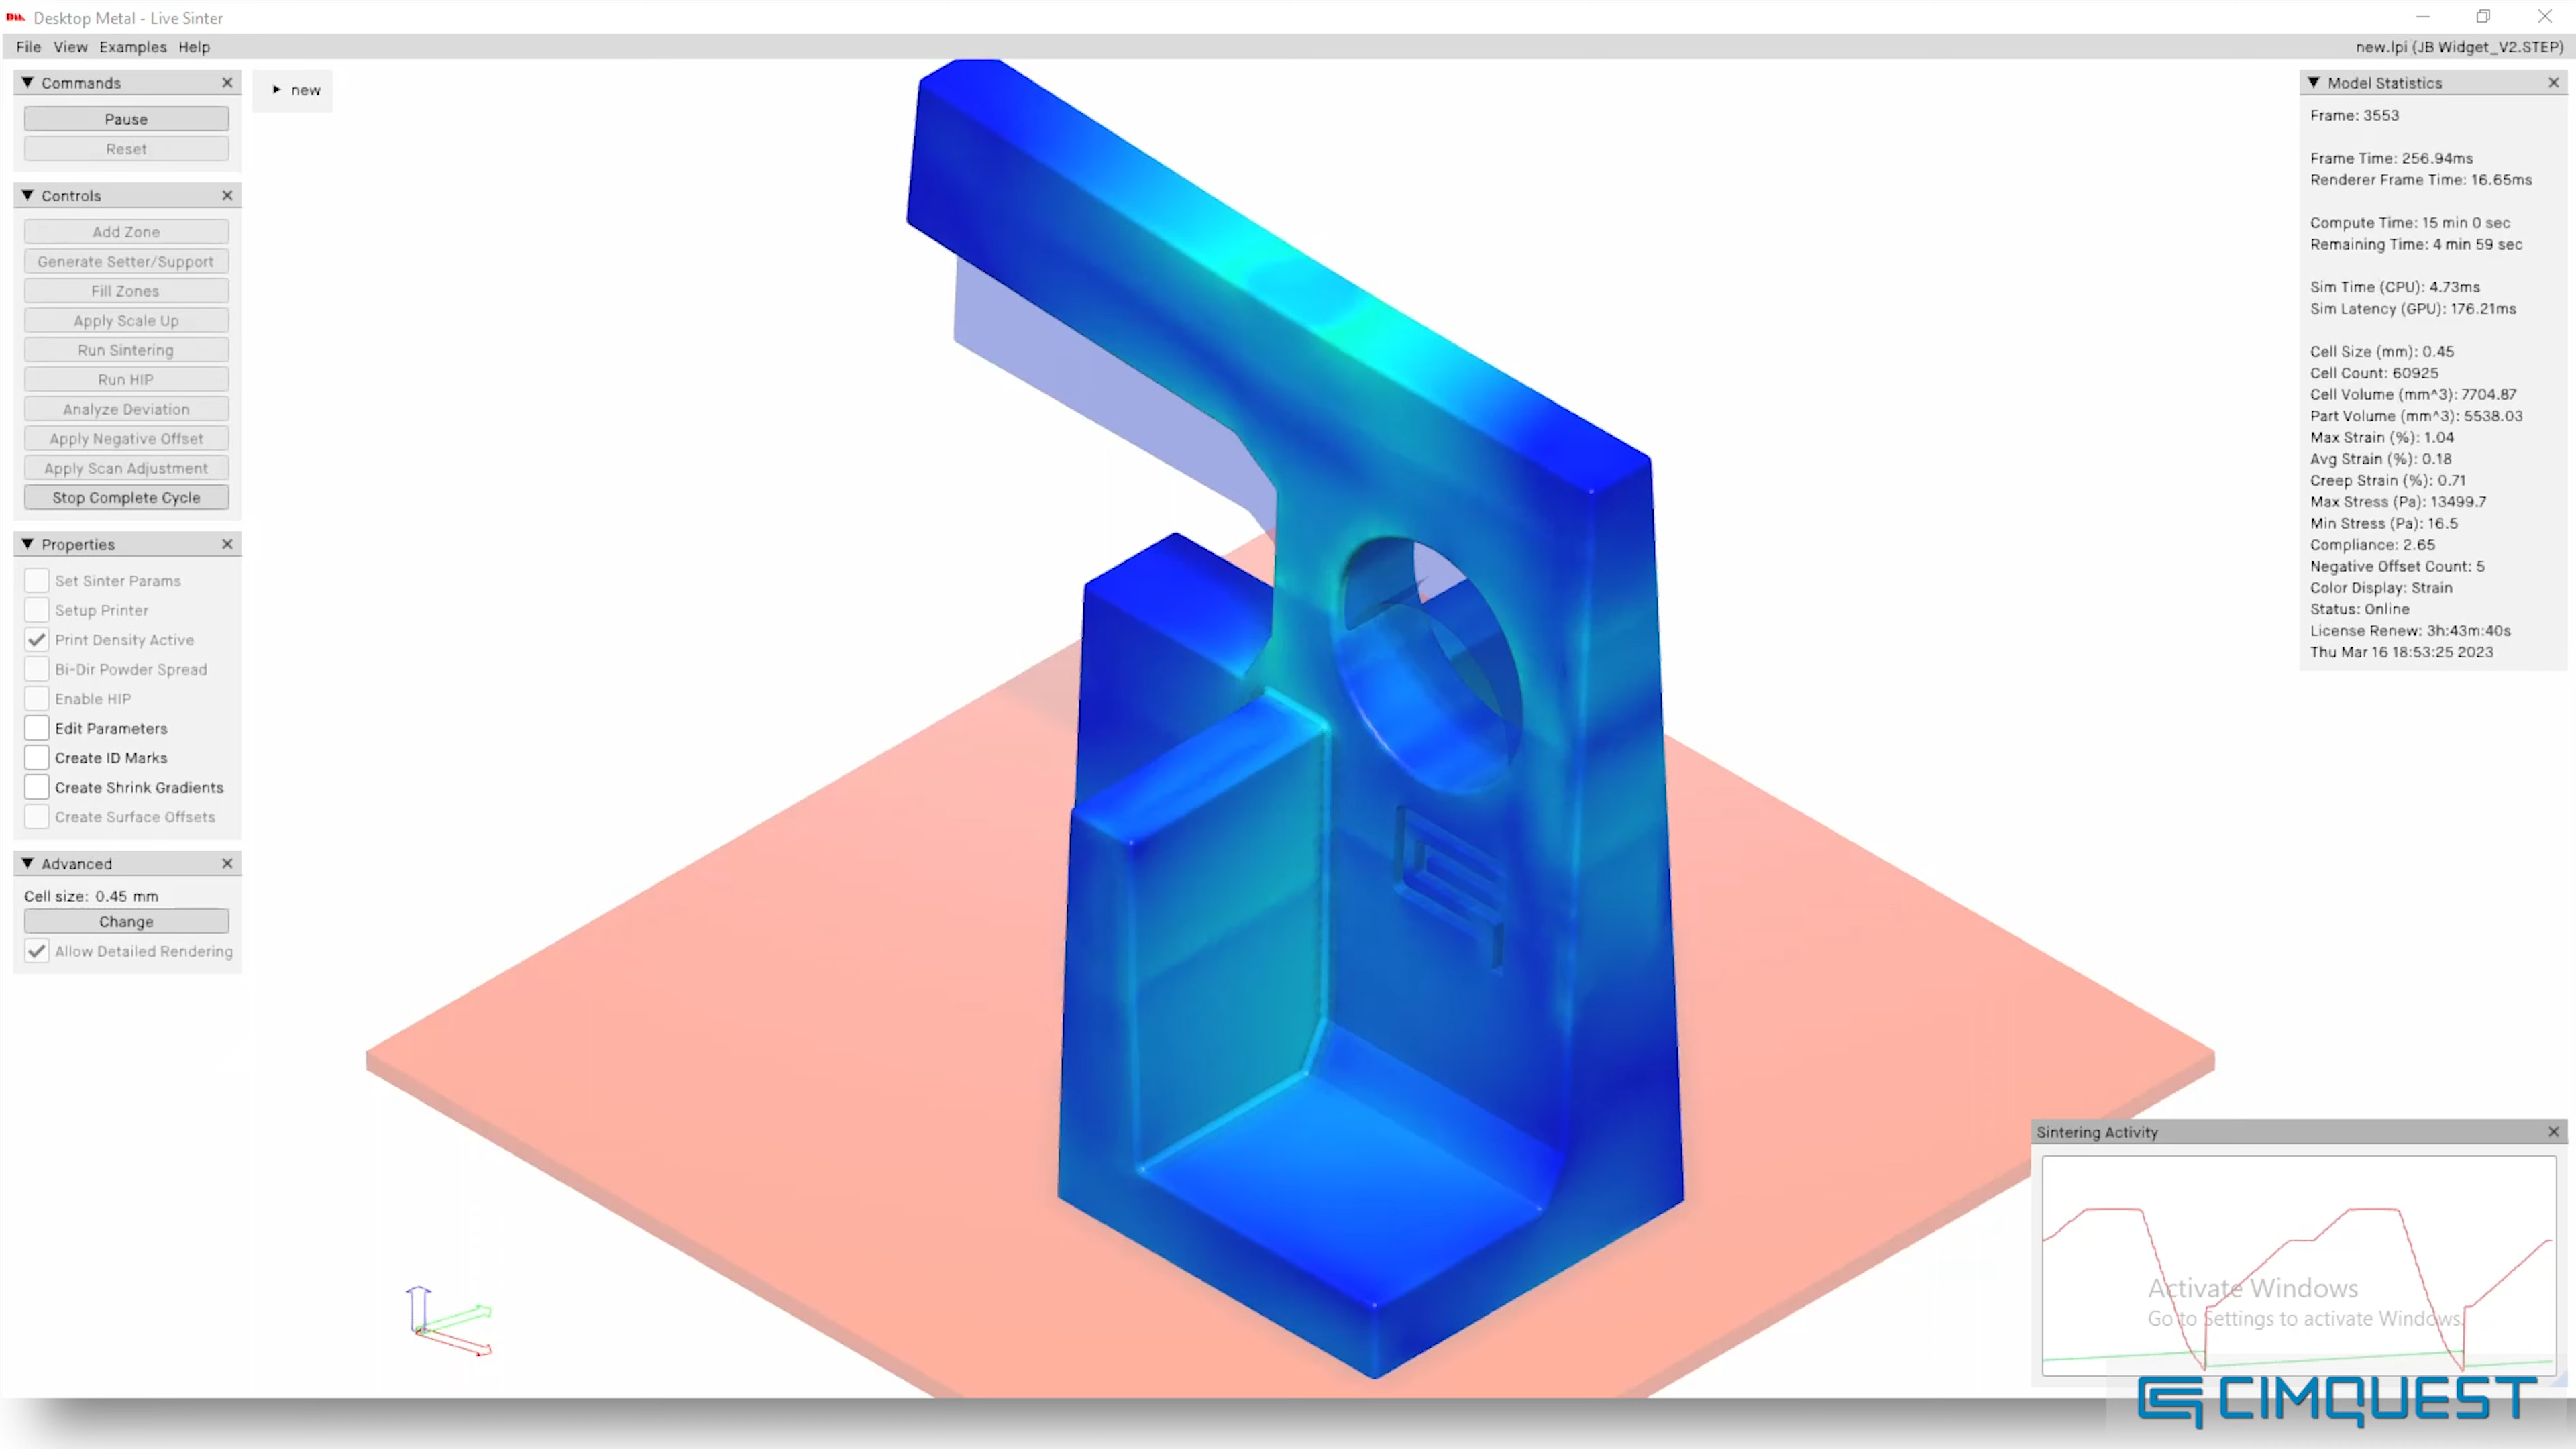 Desktop Metal - Live Sinter
File View Examples Help
new.lpi (JB Widget_V2.STEP)
Commands
Pause
Reset
Controls
Add Zone
Generate Setter/Support
Fill Zones
Apply Scale Up
Run Sintering
Run HIP
Analyze Deviation
Apply Negative Offset
Apply Scan Adjustment
Stop Complete Cycle
Properties
Set Sinter Params
Setup Printer
Print Density Active
Bi-Dir Powder Spread
Enable HIP
Edit Parameters
Create ID Marks
Create Shrink Gradients
Create Surface Offsets
Advanced
Cell size: 0.45 mm
Change
Allow Detailed Rendering
new
Model Statistics
Frame: 3553
Frame Time: 256.94ms
Renderer Frame Time: 16.65ms
Compute Time: 15 min 0 sec
Remaining Time: 4 min 59 sec
Sim Time (CPU): 4.73ms
Sim Latency (GPU): 176.21ms
Cell Size (mm): 0.45
Cell Count: 60925
Cell Volume (mm^3): 7704.87
Part Volume (mm^3): 5538.03
Max Strain (%): 1.04
Avg Strain (%): 0.18
Creep Strain (%): 0.71
Max Stress (Pa): 13499.7
Min Stress (Pa): 16.5
Compliance: 2.65
Negative Offset Count: 5
Color Display: Strain
Status: Online
License Renew: 3h:43m:40s
Thu Mar 16 18:53:25 2023
Sintering Activity
Activate Windows
Go to Settings to activate Windows.
CIMQUEST